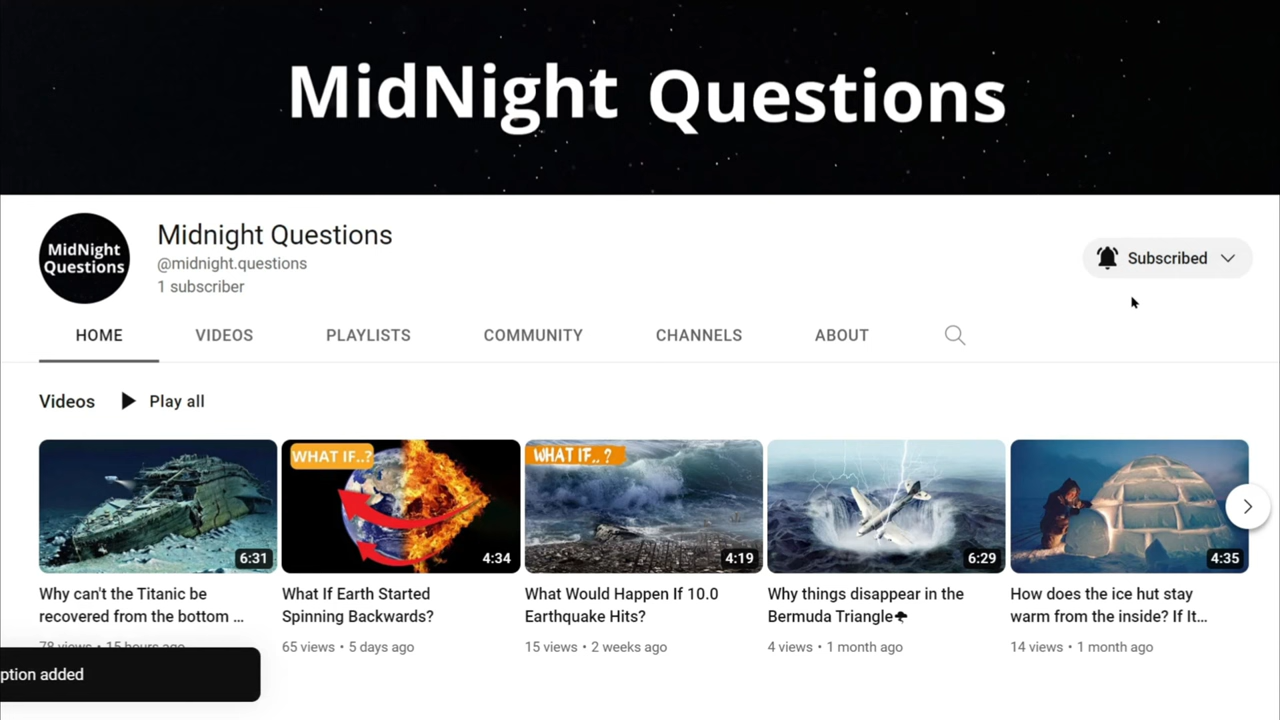 MidNight Questions
MidNight
Questions
Midnight Questions
@midnight.questions
1 subscriber
Subscribed
HOME VIDEOS PLAYLISTS COMMUNITY CHANNELS ABOUT
Videos Play all
6:31
WHAT IF..?
4:34
WHAT IF..?
4:19
6:29
4:35
Why can't the Titanic be
recovered from the bottom ...
78 views • 15 hours ago
What If Earth Started
Spinning Backwards?
65 views • 5 days ago
What Would Happen If 10.0
Earthquake Hits?
15 views • 2 weeks ago
Why things disappear in the
Bermuda Triangle🌪
4 views • 1 month ago
How does the ice hut stay
warm from the inside? If It...
14 views • 1 month ago
ption added